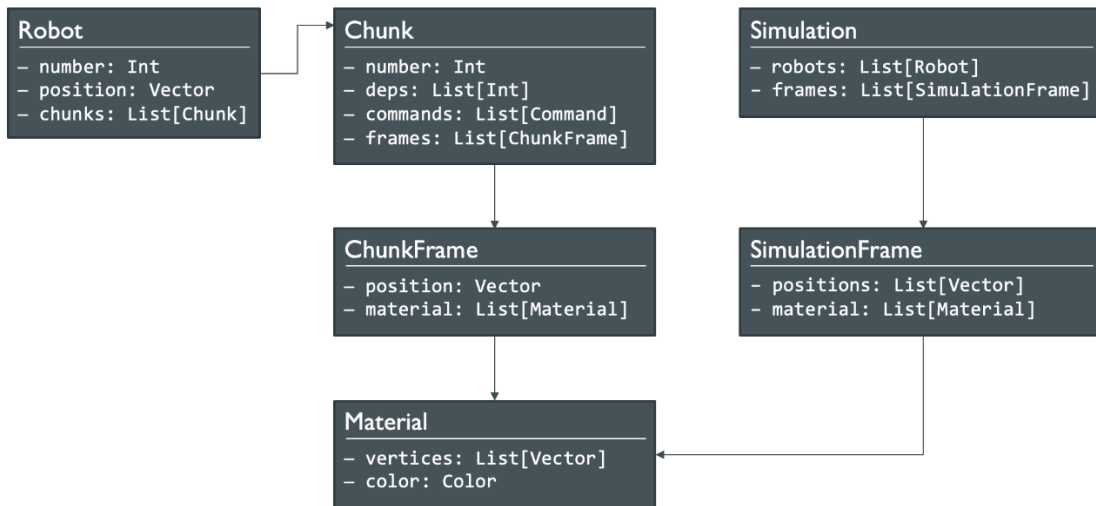 Robot
– number: Int
– position: Vector
– chunks: List[Chunk]
Chunk
– number: Int
– deps: List[Int]
– commands: List[Command]
– frames: List[ChunkFrame]
Simulation
– robots: List[Robot]
– frames: List[SimulationFrame]
ChunkFrame
– position: Vector
– material: List[Material]
SimulationFrame
– positions: List[Vector]
– material: List[Material]
Material
– vertices: List[Vector]
– color: Color